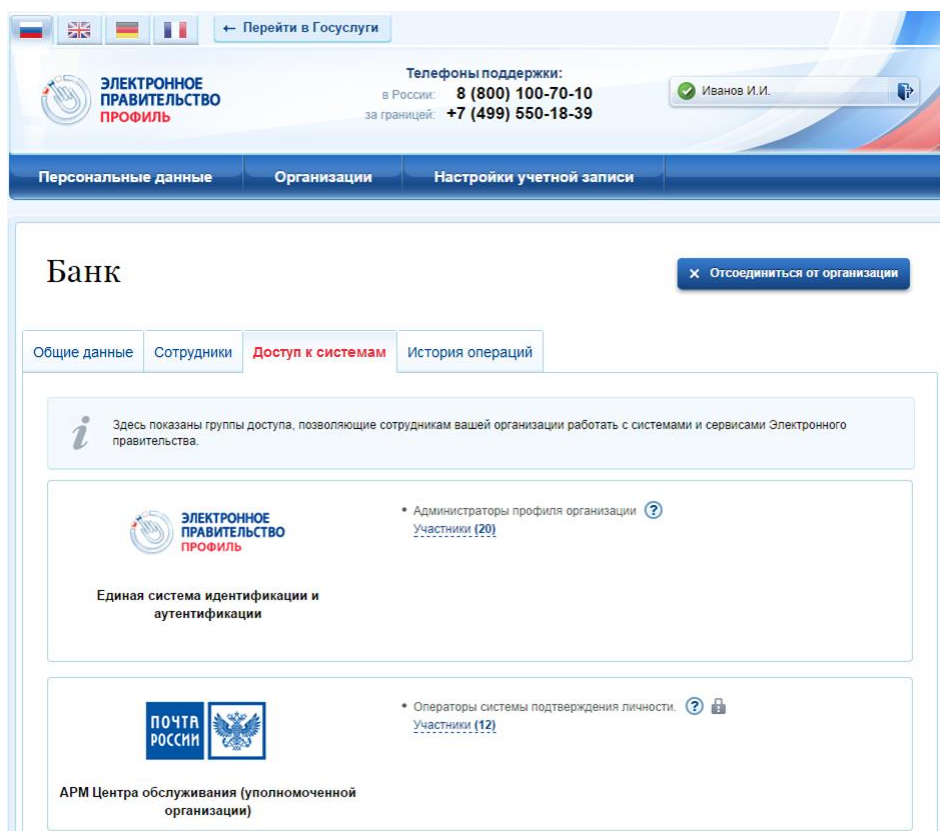 ← Перейти в Госуслуги
ЭЛЕКТРОННОЕ
ПРАВИТЕЛЬСТВО
ПРОФИЛЬ
Телефоны поддержки:
в России: 8 (800) 100-70-10
за границей: +7 (499) 550-18-39
Иванов И.И.
Персональные данные Организации Настройки учетной записи
Банк
× Отсоединиться от организации
Общие данные Сотрудники Доступ к системам История операций
Здесь показаны группы доступа, позволяющие сотрудникам вашей организации работать с системами и сервисами Электронного
правительства.
ЭЛЕКТРОННОЕ
ПРАВИТЕЛЬСТВО
ПРОФИЛЬ
Единая система идентификации и
аутентификации
• Администраторы профиля организации ?
Участники (20)
ПОЧТА
РОССИИ
АРМ Центра обслуживания (уполномоченной
организации)
• Операторы системы подтверждения личности. ?
Участники (12)